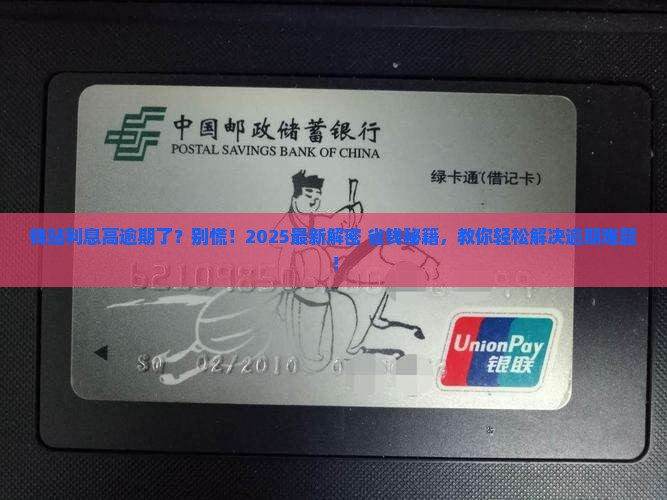 中国邮政储蓄银行
POSTAL SAVINGS BANK OF CHINA
绿卡通(借记卡)
利息高逾期了?别慌!2025最新解密 省钱秘籍,教你轻松解决逾期难题
!
UnionPay
银联
02/2010